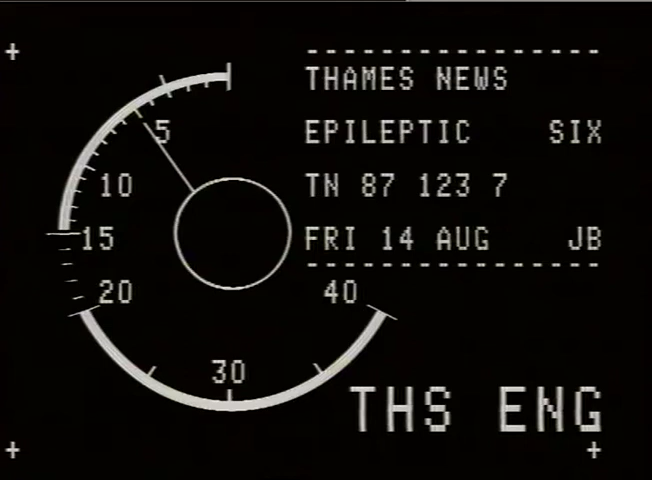 THAMES NEWS
EPILEPTIC SIX
TN 87 123 7
FRI 14 AUG JB
5
10
15
20
30
40
THS ENG